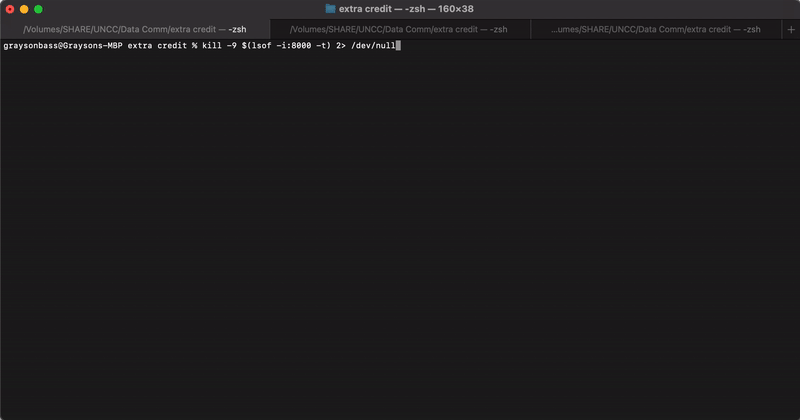 extra credit — -zsh — 160×38
/Volumes/SHARE/UNCC/Data Comm/extra credit — -zsh
/Volumes/SHARE/UNCC/Data Comm/extra credit — -zsh
...umes/SHARE/UNCC/Data Comm/extra credit — -zsh
+
graysonbass@Graysons-MBP extra credit % kill -9 $(lsof -i:8000 -t) 2> /dev/null